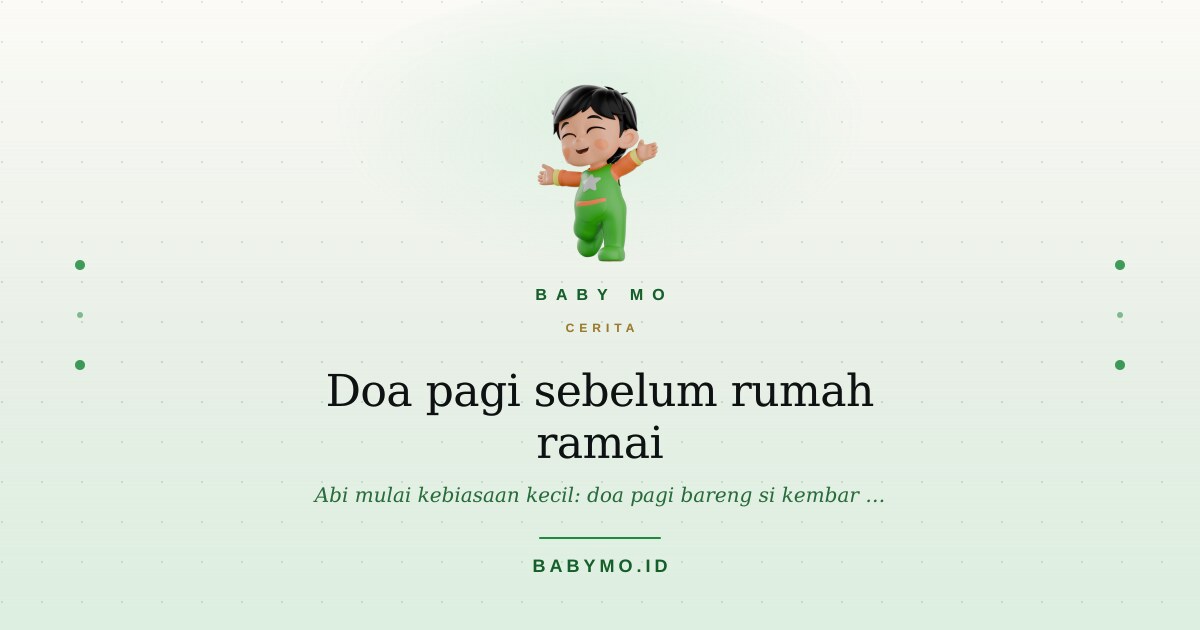 BABY MO
CERITA
Doa pagi sebelum rumah
ramai
Abi mulai kebiasaan kecil: doa pagi bareng si kembar ...
BABYMO.ID